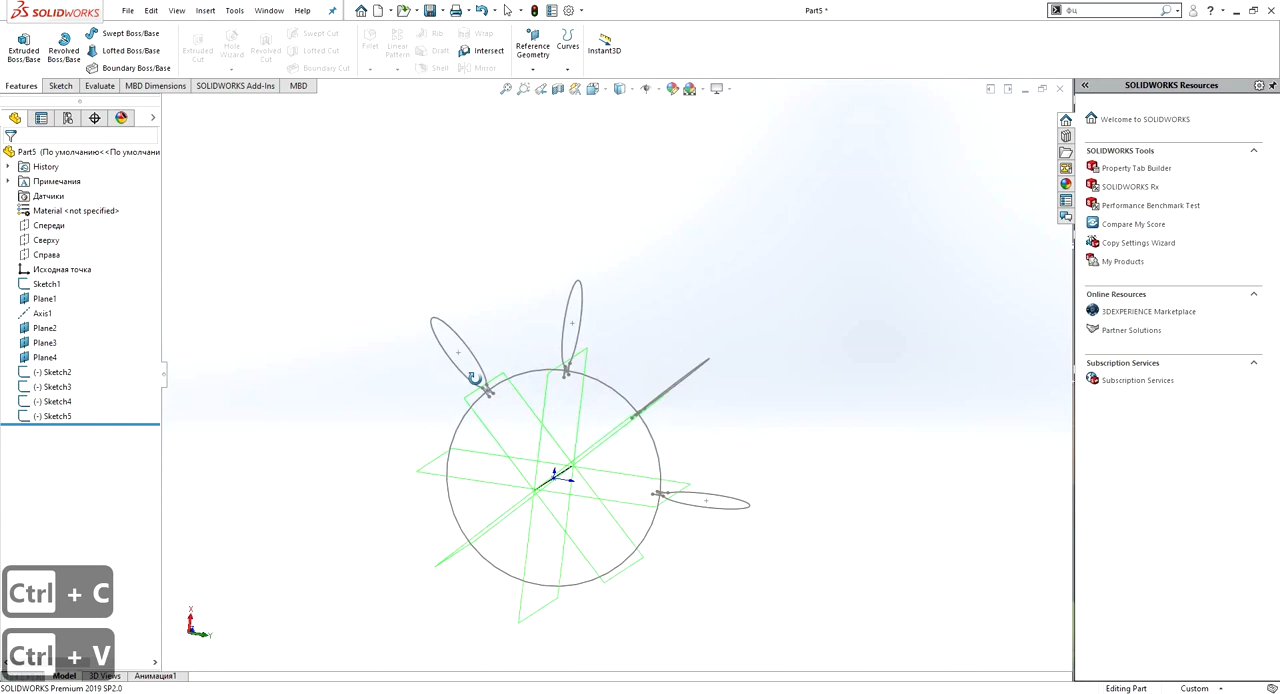 SOLIDWORKS File Edit View Insert Tools Window Help Part5 * фц
Extruded Boss/Base
Revolved Boss/Base
Swept Boss/Base
Lofted Boss/Base
Boundary Boss/Base
Extruded Cut
Hole Wizard
Revolved Cut
Swept Cut
Lofted Cut
Boundary Cut
Fillet
Linear Pattern
Rib
Draft
Shell
Wrap
Intersect
Mirror
Reference Geometry
Curves
Instant3D
Features Sketch Evaluate MBD Dimensions SOLIDWORKS Add-Ins MBD
Part5 (По умолчанию<<По умолчани
History
Примечания
Датчики
Material <not specified>
Спереди
Сверху
Справа
Исходная точка
Sketch1
Plane1
Axis1
Plane2
Plane3
Plane4
(-) Sketch2
(-) Sketch3
(-) Sketch4
(-) Sketch5
SOLIDWORKS Resources
Welcome to SOLIDWORKS
SOLIDWORKS Tools
Property Tab Builder
SOLIDWORKS Rx
Performance Benchmark Test
Compare My Score
Copy Settings Wizard
My Products
Online Resources
3DEXPERIENCE Marketplace
Partner Solutions
Subscription Services
Subscription Services
Ctrl + C
Ctrl + V
X
Y
Model 3D Views Анимация1
SOLIDWORKS Premium 2019 SP2.0 Editing Part Custom